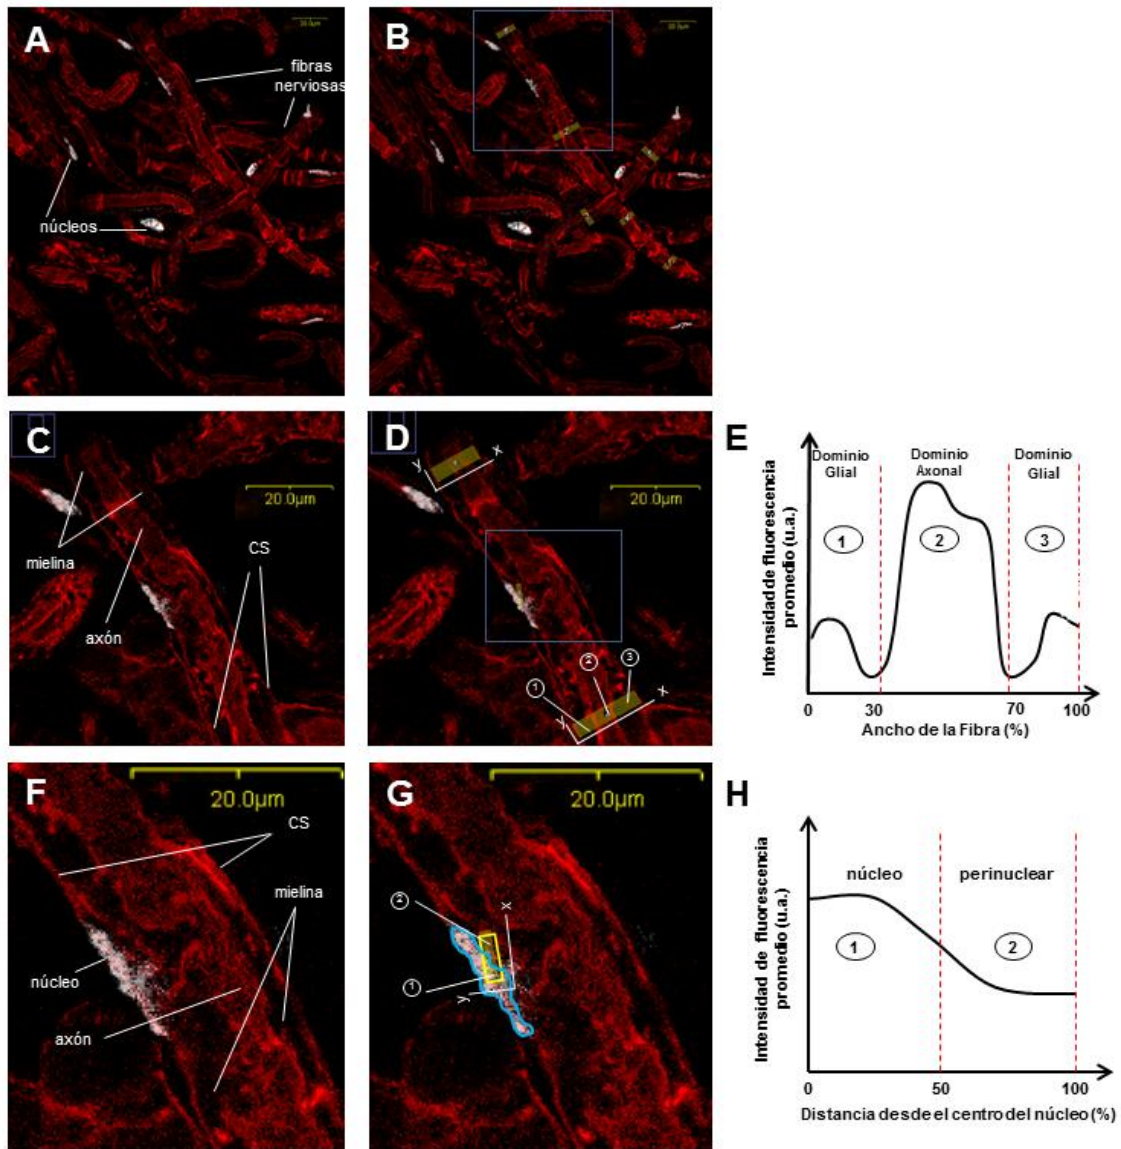 A
fibras
nerviosas
núcleos
B
C
20.0µm
CS
mielina
axón
D
y
x
20.0µm
2
3
1
x
y
E
Dominio
Glial
Dominio
Axonal
Dominio
Glial
1
2
3
Intensidad de fluorescencia
promedio (u.a.)
0
30
70
100
Ancho de la Fibra (%)
F
20.0µm
CS
mielina
núcleo
axón
G
20.0µm
2
x
1
y
H
núcleo
perinuclear
1
2
Intensidad de fluorescencia
promedio (u.a.)
0
50
100
Distancia desde el centro del núcleo (%)